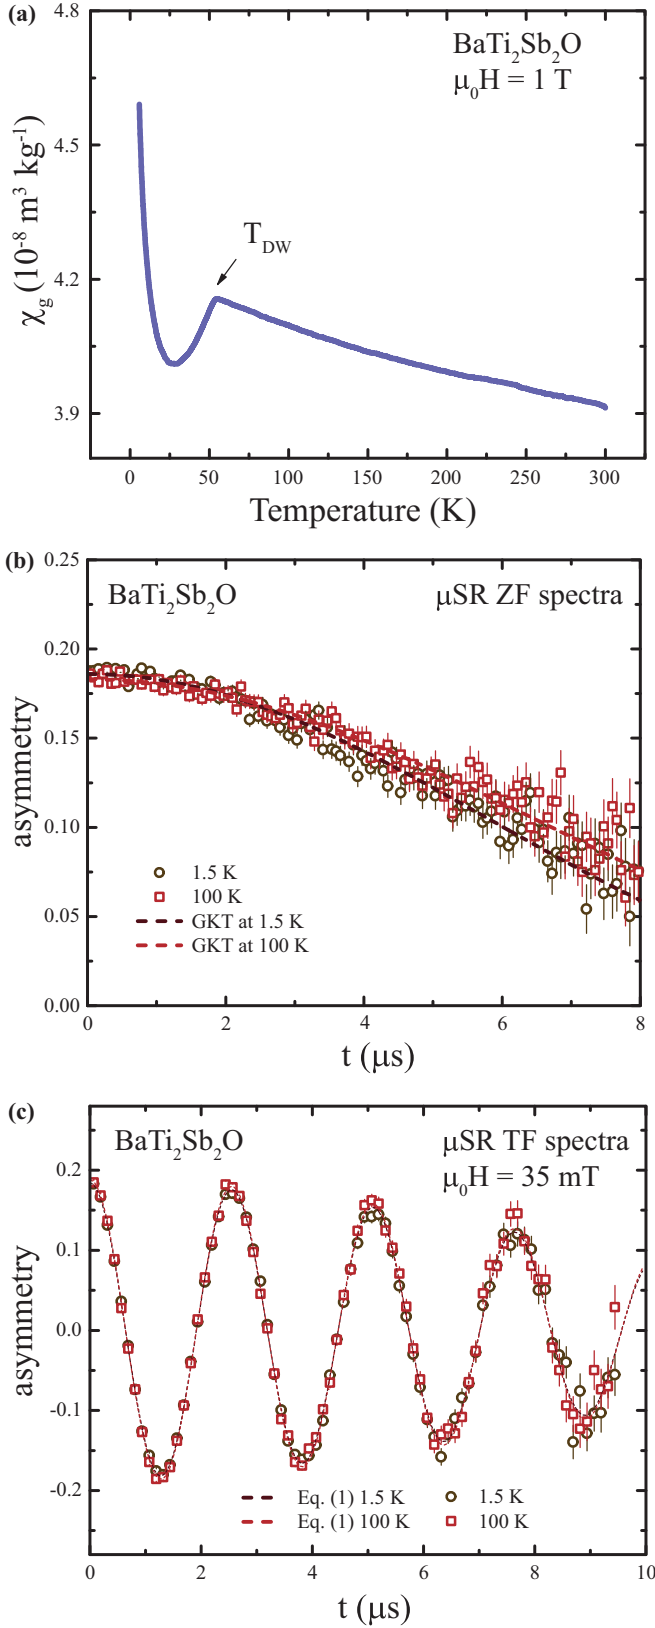 (a)
4.8
4.5
4.2
3.9
χg (10⁻⁸ m³ kg⁻¹)
BaTi₂Sb₂O
μ₀H = 1 T
T_DW
0 50 100 150 200 250 300
Temperature (K)
(b)
0.25
0.20
0.15
0.10
0.05
0.00
asymmetry
BaTi₂Sb₂O μSR ZF spectra
1.5 K
100 K
GKT at 1.5 K
GKT at 100 K
0 2 4 6 8
t (μs)
(c)
0.2
0.1
0.0
-0.1
-0.2
asymmetry
BaTi₂Sb₂O μSR TF spectra
μ₀H = 35 mT
Eq. (1) 1.5 K 1.5 K
Eq. (1) 100 K 100 K
0 2 4 6 8 10
t (μs)